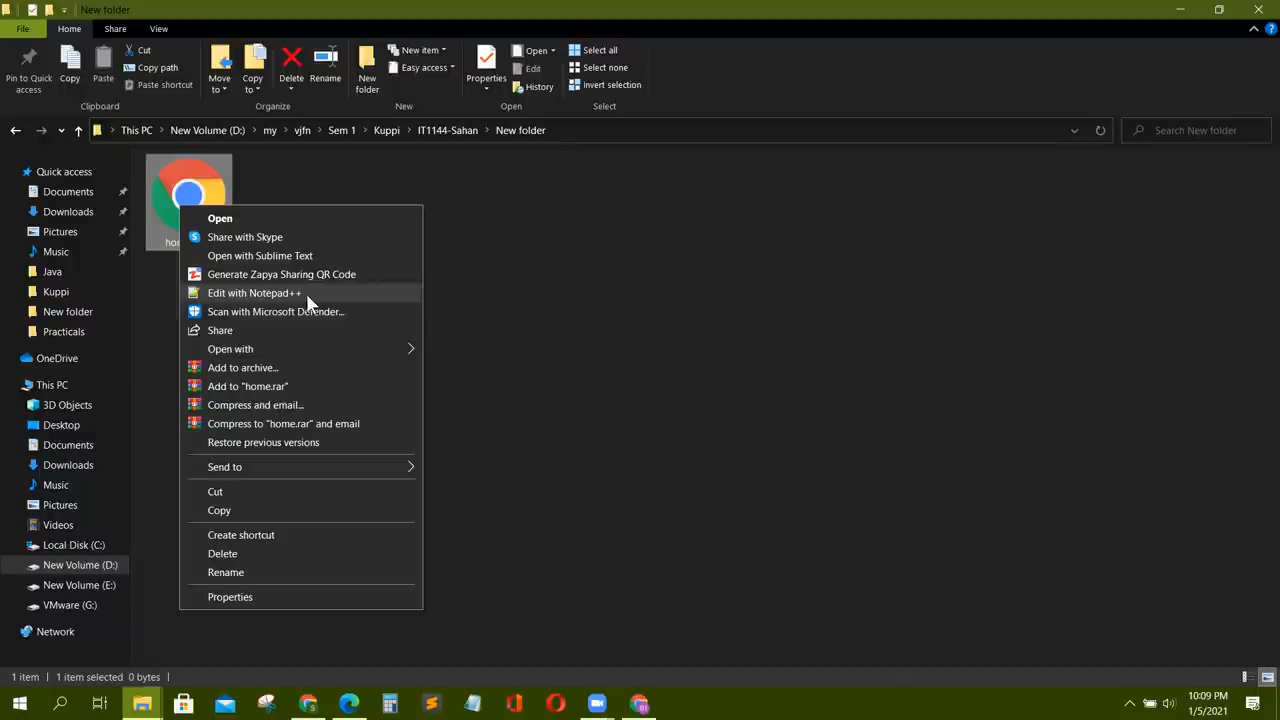 New folder
File
Home
Share
View
Pin to Quick access
Copy
Paste
Cut
Copy path
Paste shortcut
Clipboard
Move to
Copy to
Delete
Rename
Organize
New folder
New item
Easy access
New
Properties
Open
Edit
History
Open
Select all
Select none
Invert selection
Select
This PC
New Volume (D:)
my
vjfn
Sem 1
Kuppi
IT1144-Sahan
New folder
Search New folder
Quick access
Documents
Downloads
Pictures
Music
Java
Kuppi
New folder
Practicals
OneDrive
This PC
3D Objects
Desktop
Documents
Downloads
Music
Pictures
Videos
Local Disk (C:)
New Volume (D:)
New Volume (E:)
VMware (G:)
Network
Open
Share with Skype
Open with Sublime Text
Generate Zapya Sharing QR Code
Edit with Notepad++
Scan with Microsoft Defender...
Share
Open with
Add to archive...
Add to "home.rar"
Compress and email...
Compress to "home.rar" and email
Restore previous versions
Send to
Cut
Copy
Create shortcut
Delete
Rename
Properties
1 item
1 item selected 0 bytes
10:09 PM
1/5/2021